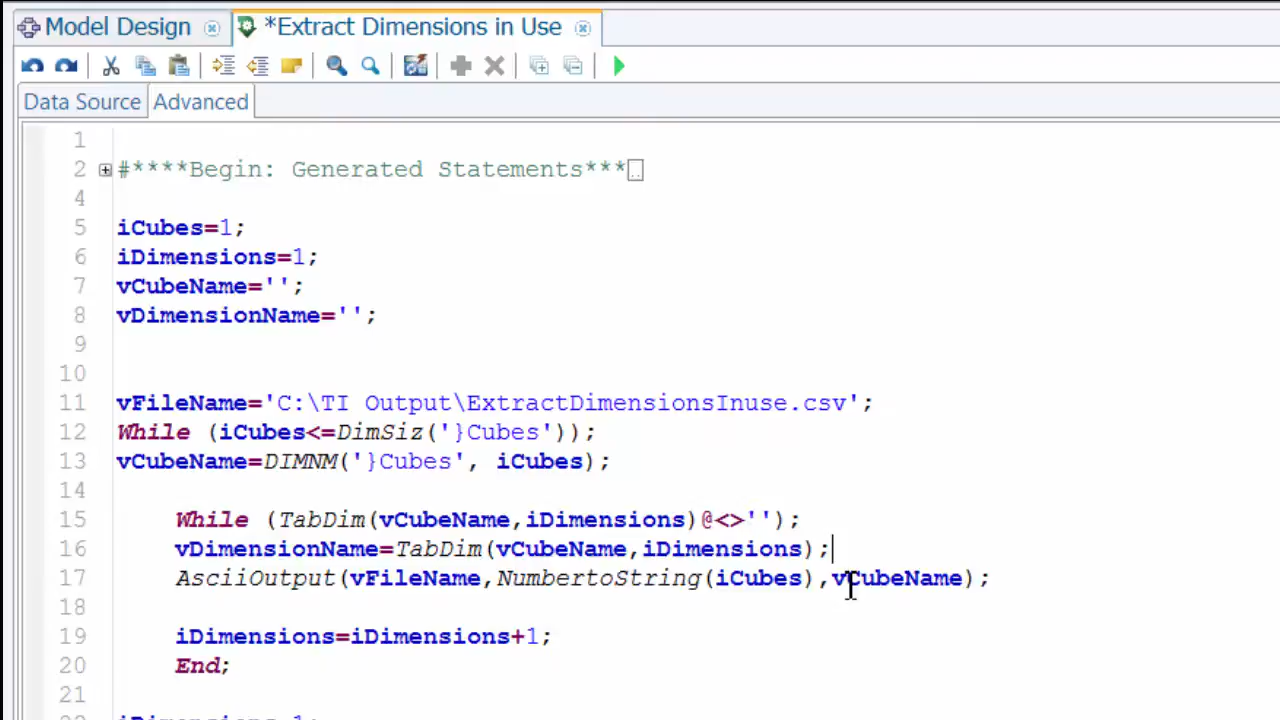 Model Design *Extract Dimensions in Use
Data Source Advanced
1
2 #****Begin: Generated Statements***..
4
5 iCubes=1;
6 iDimensions=1;
7 vCubeName='';
8 vDimensionName='';
9
10
11 vFileName='C:\TI Output\ExtractDimensionsInuse.csv';
12 While (iCubes<=DimSiz('}Cubes'));
13 vCubeName=DIMNM('}Cubes', iCubes);
14
15 While (TabDim(vCubeName,iDimensions)@<>'');
16 vDimensionName=TabDim(vCubeName,iDimensions);
17 AsciiOutput(vFileName,NumbertoString(iCubes),vCubeName);
18
19 iDimensions=iDimensions+1;
20 End;
21
22 iDimensions=1;